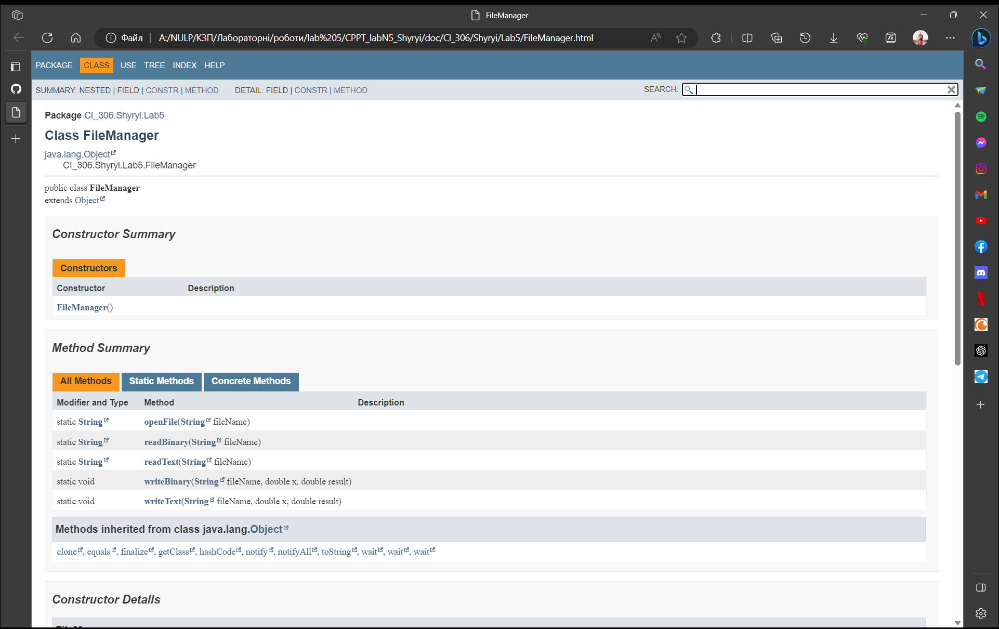 FileManager
Файл A:/NULP/КЗП/Лабораторні/роботи/lab%205/CPPT_labN5_Shyryi/doc/CI_306/Shyryi/Lab5/FileManager.html
PACKAGE CLASS USE TREE INDEX HELP
SUMMARY: NESTED | FIELD | CONSTR | METHOD DETAIL: FIELD | CONSTR | METHOD SEARCH:
Package CI_306.Shyryi.Lab5
Class FileManager
java.lang.Object
CI_306.Shyryi.Lab5.FileManager
public class FileManager
extends Object
Constructor Summary
Constructors
Constructor Description
FileManager()
Method Summary
All Methods Static Methods Concrete Methods
Modifier and Type Method Description
static String openFile(String fileName)
static String readBinary(String fileName)
static String readText(String fileName)
static void writeBinary(String fileName, double x, double result)
static void writeText(String fileName, double x, double result)
Methods inherited from class java.lang.Object
clone, equals, finalize, getClass, hashCode, notify, notifyAll, toString, wait, wait, wait
Constructor Details